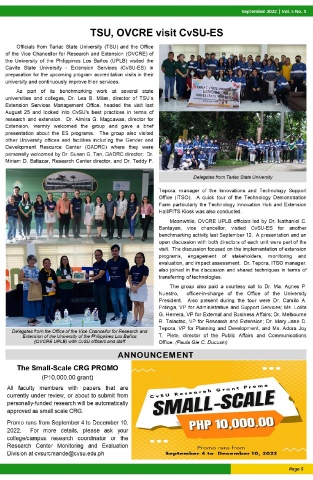 September 2022 | Vol. 5 No. 9
TSU, OVCRE visit CvSU-ES
Officials from Tarlac State University (TSU) and the Office
of the Vice Chancellor for Research and Extension (OVCRE) of
the University of the Philippines Los Baños (UPLB) visited the
Cavite State University - Extension Services (CvSU-ES) in
preparation for the upcoming program accreditation visits in their
university and continuously improve their services.
As part of its benchmarking work at several state
universities and colleges, Dr. Lea B. Milan, director of TSU's
Extension Services Management Office, headed the visit last
August 25 and looked into CvSU's best practices in terms of
research and extension. Dr. Almira G. Magcawas, director for
Extension, warmly welcomed the group and gave a brief
presentation about the ES programs. The group also visited
other University offices and facilities including the Gender and
Development Resource Center (GADRC) where they were
personally welcomed by Dr. Susan G. Tan, GADRC director; Dr.
Miriam D. Baltazar, Research Center director, and Dr. Teddy F.
Delegates from the Office of the Vice Chancellor for Research and
Extension of the University of the Philippines Los Baños
(OVCRE UPLB) with CvSU officials and staff
Delegates from Tarlac State University
Tepora, manager of the Innovations and Technology Support
Office (ITSO). A quick tour of the Technology Demonstration
Farm particularly the Technology Innovation Hub and Extension
Kiosk was also conducted.
Meanwhile, OVCRE UPLB officials led by Dr. Nathaniel C.
Bantayan, vice chancellor, visited CvSU-ES for another
benchmarking activity last September 12. A presentation and an
open discussion with both directors of each unit were part of the
visit. The discussion focused on the implementation of extension
programs, engagement of stakeholders, monitoring and
evaluation, and impact assessment. Dr. Tepora, ITSO manager,
also joined in the discussion and shared techniques in terms of
transferring of technologies.
The group also paid a courtesy call to Dr. Ma. Agnes P.
Nuestro, officer-in-charge of the Office of the University
President. Also present during the tour were Dr. Camilo A.
Polinga, VP for Administrative and Support Services; Ms. Lolita
G. Herrera, VP for External and Business Affairs; Dr. Melbourne
R. Talactac, VP for Research and Extension; Dr. Mary Jane D.
Tepora, VP for Planning and Development, and Ms. Adora Joy
T. Plete, director of the Public Affairs and Communications
Office.
ANNOUNCEMENT
The Small-Scale CRG PROMO
(P10,000.00 grant)
All faculty members with papers that are
currently under review, or about to submit from
personally-funded research will be automatically
approved as small scale CRG.
Promo runs from September 4 to December 10,
2022. For more details, please ask your
college/campus research coordinator or the
Research Center Monitoring and Evaluation
Division at cvsurcmande@cvsu.edu.ph
CvSU Research Grant Promo
SMALL-SCALE
PHP 10,000.00
Promo runs from
September 4 to December 10, 2022
Page 5